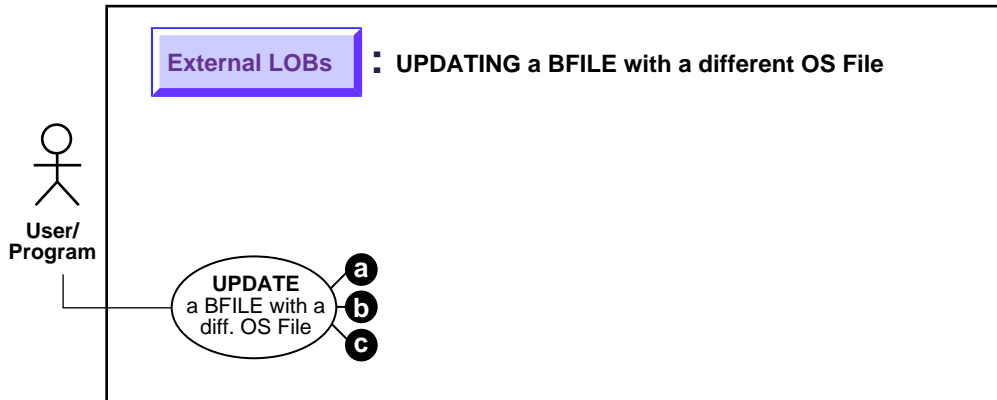 External LOBs : UPDATING a BFILE with a different OS File
User/
Program
UPDATE
a BFILE with a
diff. OS File
a
b
c